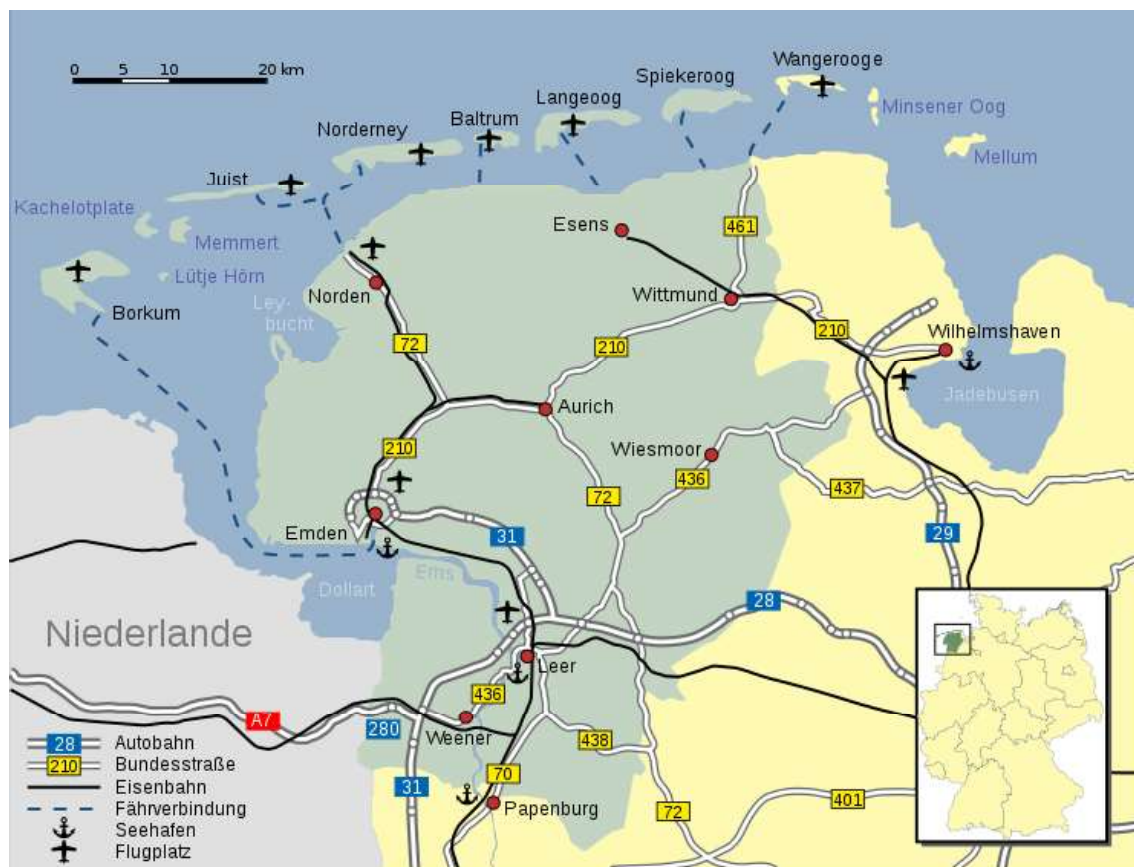 0 5 10 20 km
Wangerooge
Spiekeroog
Langeoog
Minsener Oog
Baltrum
Norderney
Mellum
Juist
Kachelotplate
Memmert
Lütje Hörn
Borkum
Esens
461
Norden
Ley-
bucht
Wittmund
210
Wilhelmshaven
72
210
Jadebusen
Aurich
210
Wiesmoor
436
437
72
Emden
31
29
Ems
Dollart
28
Niederlande
Leer
436
A7
280
Weener
438
31
70
Papenburg
72
401
28 Autobahn
210 Bundesstraße
Eisenbahn
Fährverbindung
Seehafen
Flugplatz